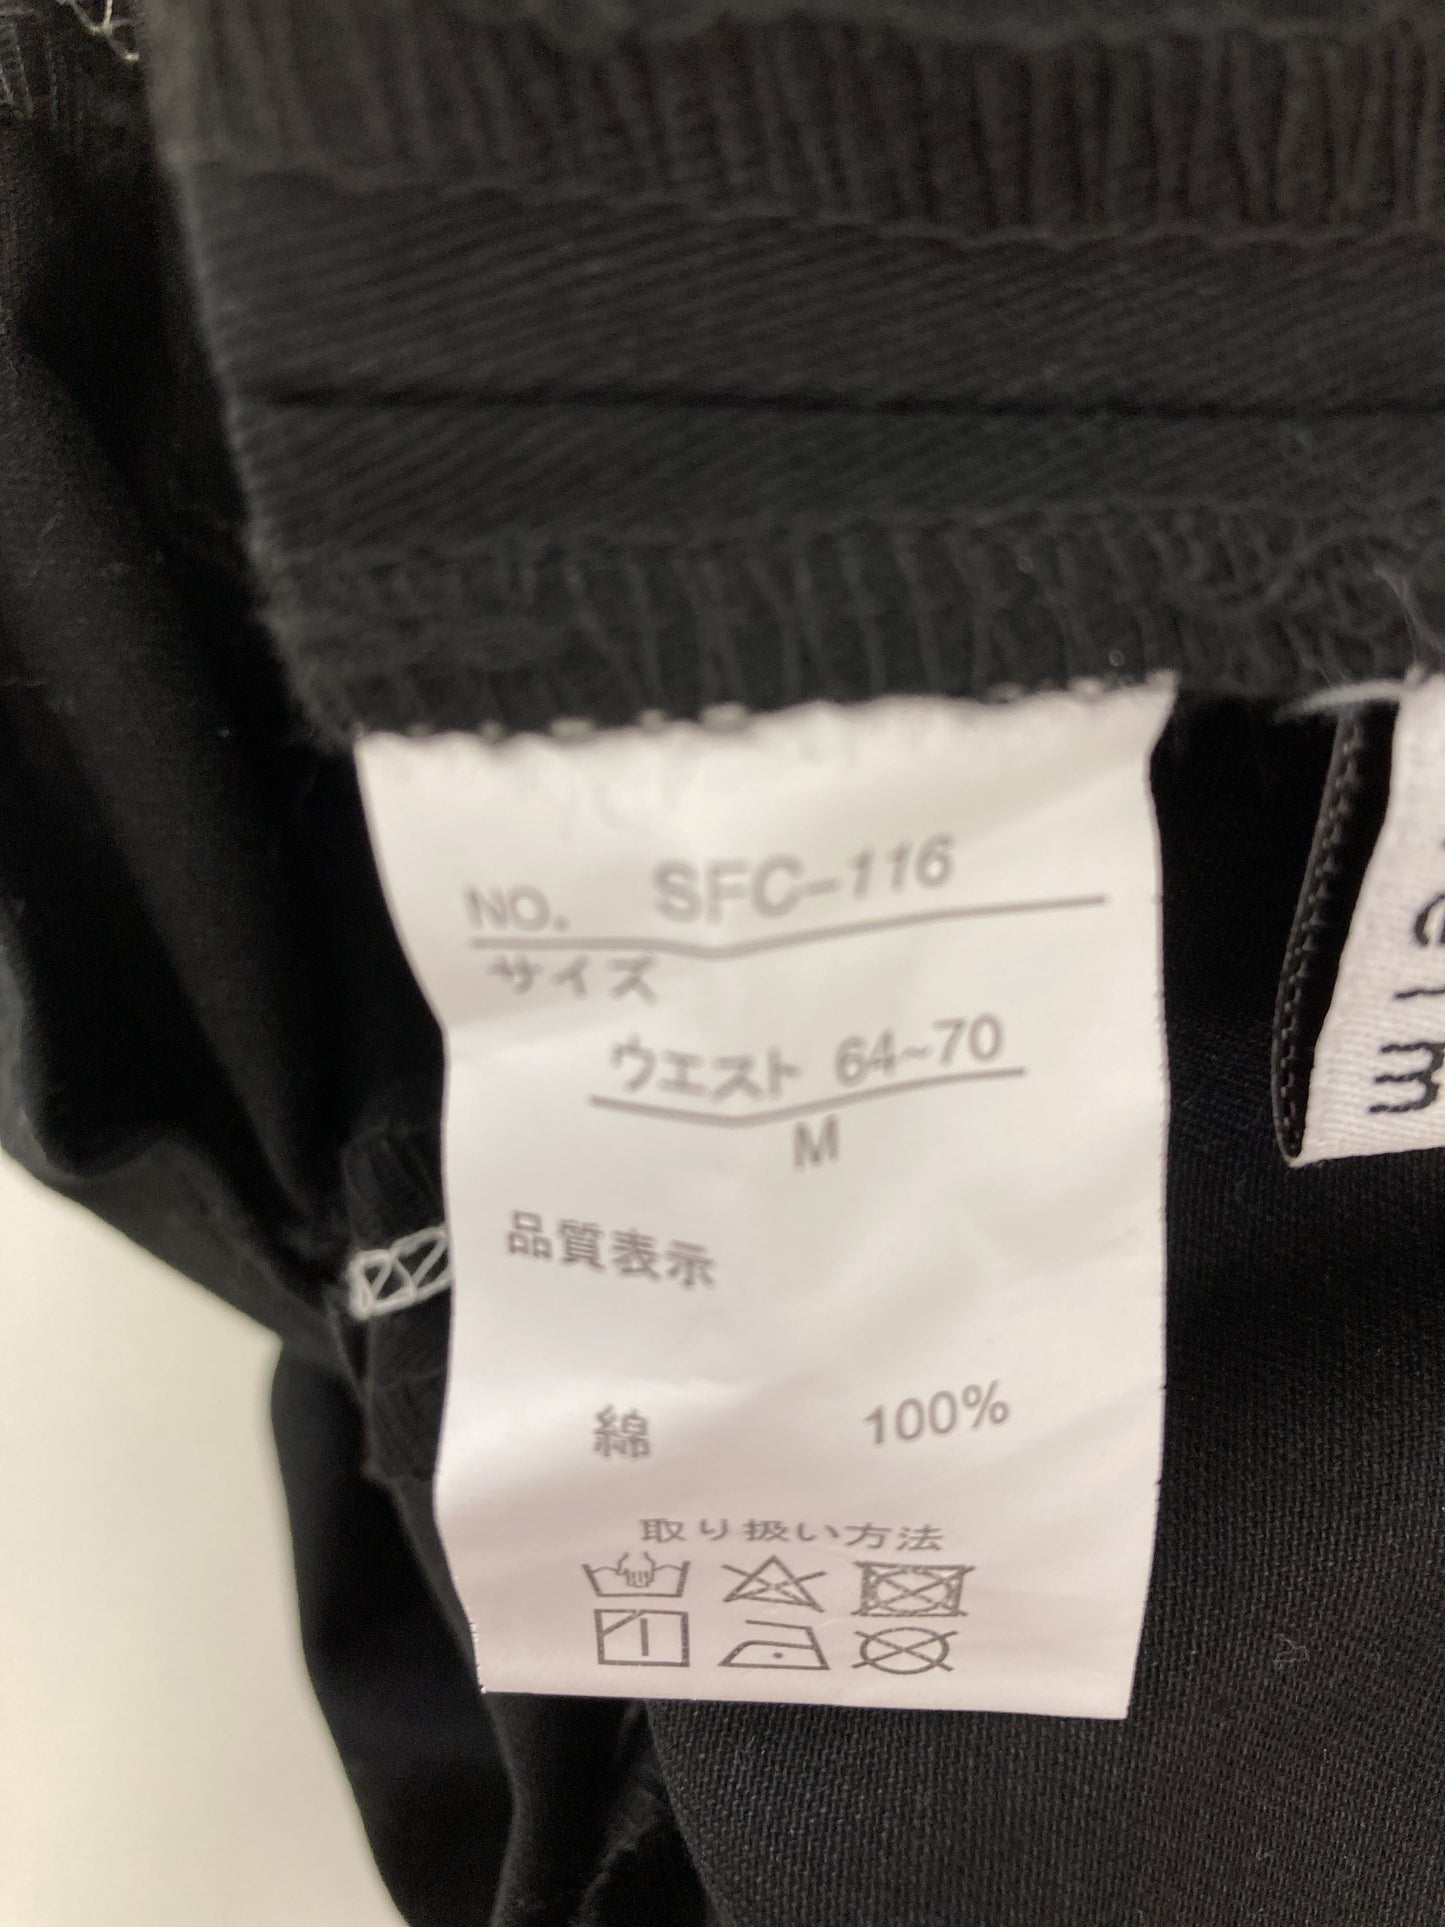 NO. SFC-116
サイズ
ウエスト 64~70
M
品質表示
綿 100%
取り扱い方法